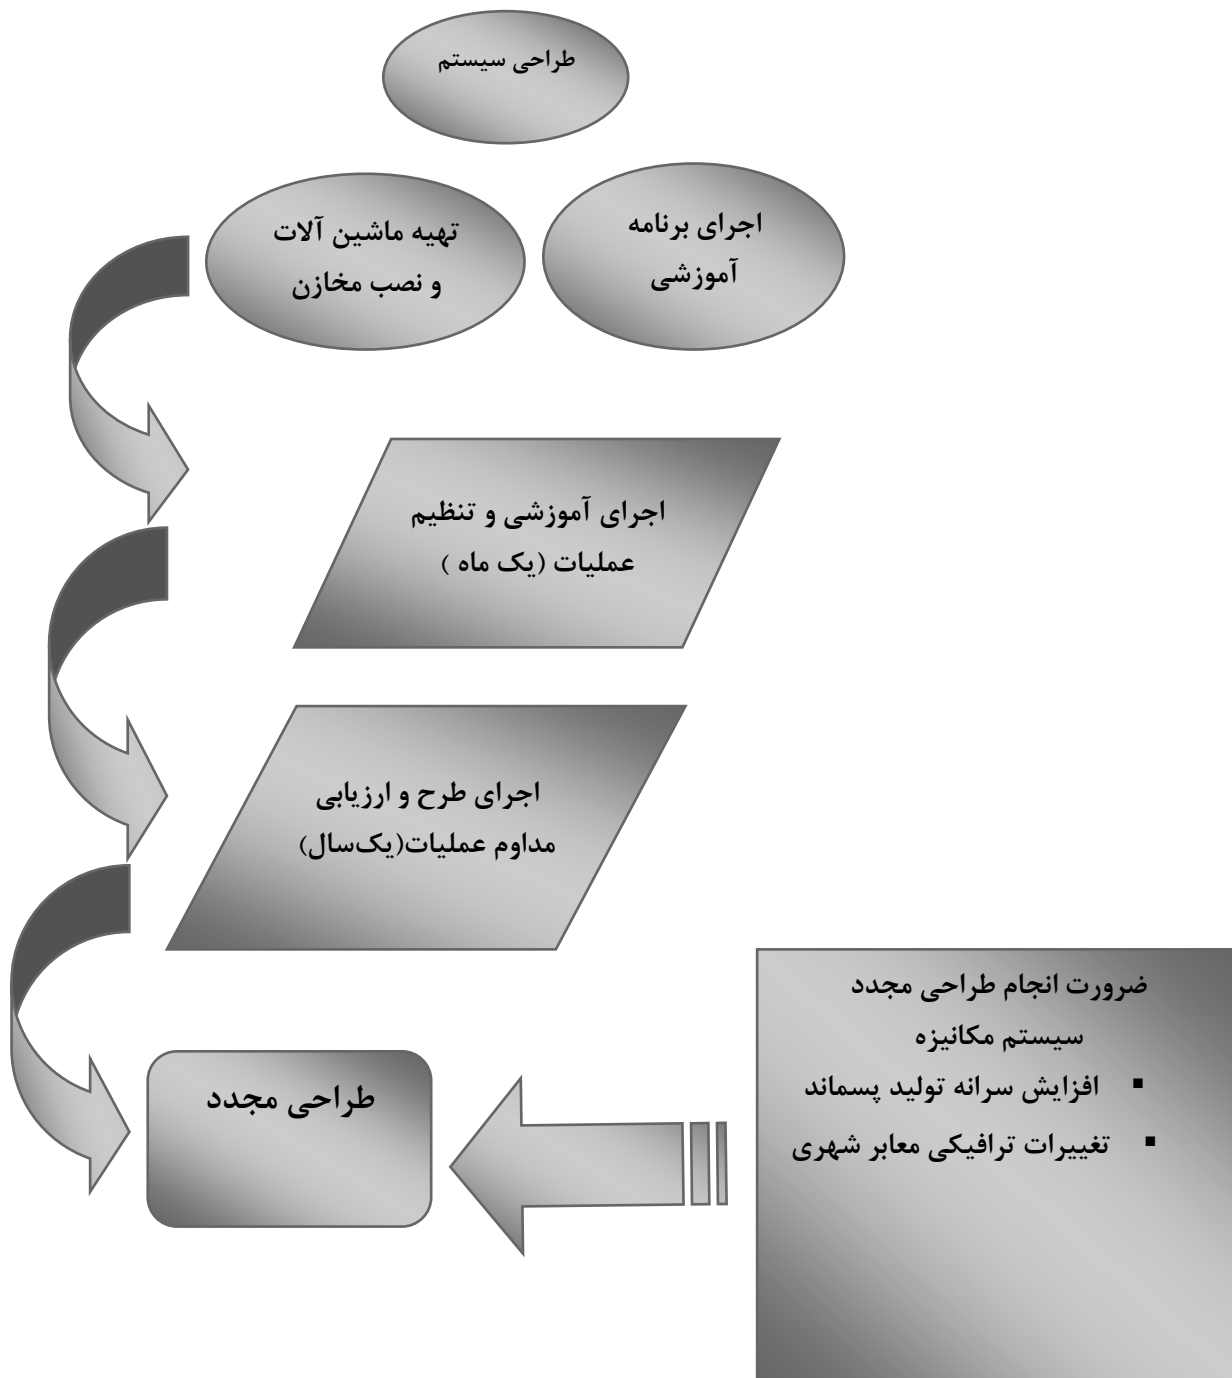 طراحی سیستم
اجرای برنامه
آموزشی
تهیه ماشین آلات
و نصب مخازن
اجرای آموزشی و تنظیم
عملیات (یک ماه )
اجرای طرح و ارزیابی
مداوم عملیات(یک‌سال)
طراحی مجدد
ضرورت انجام طراحی مجدد
سیستم مکانیزه
▪ افزایش سرانه تولید پسماند
▪ تغییرات ترافیکی معابر شهری